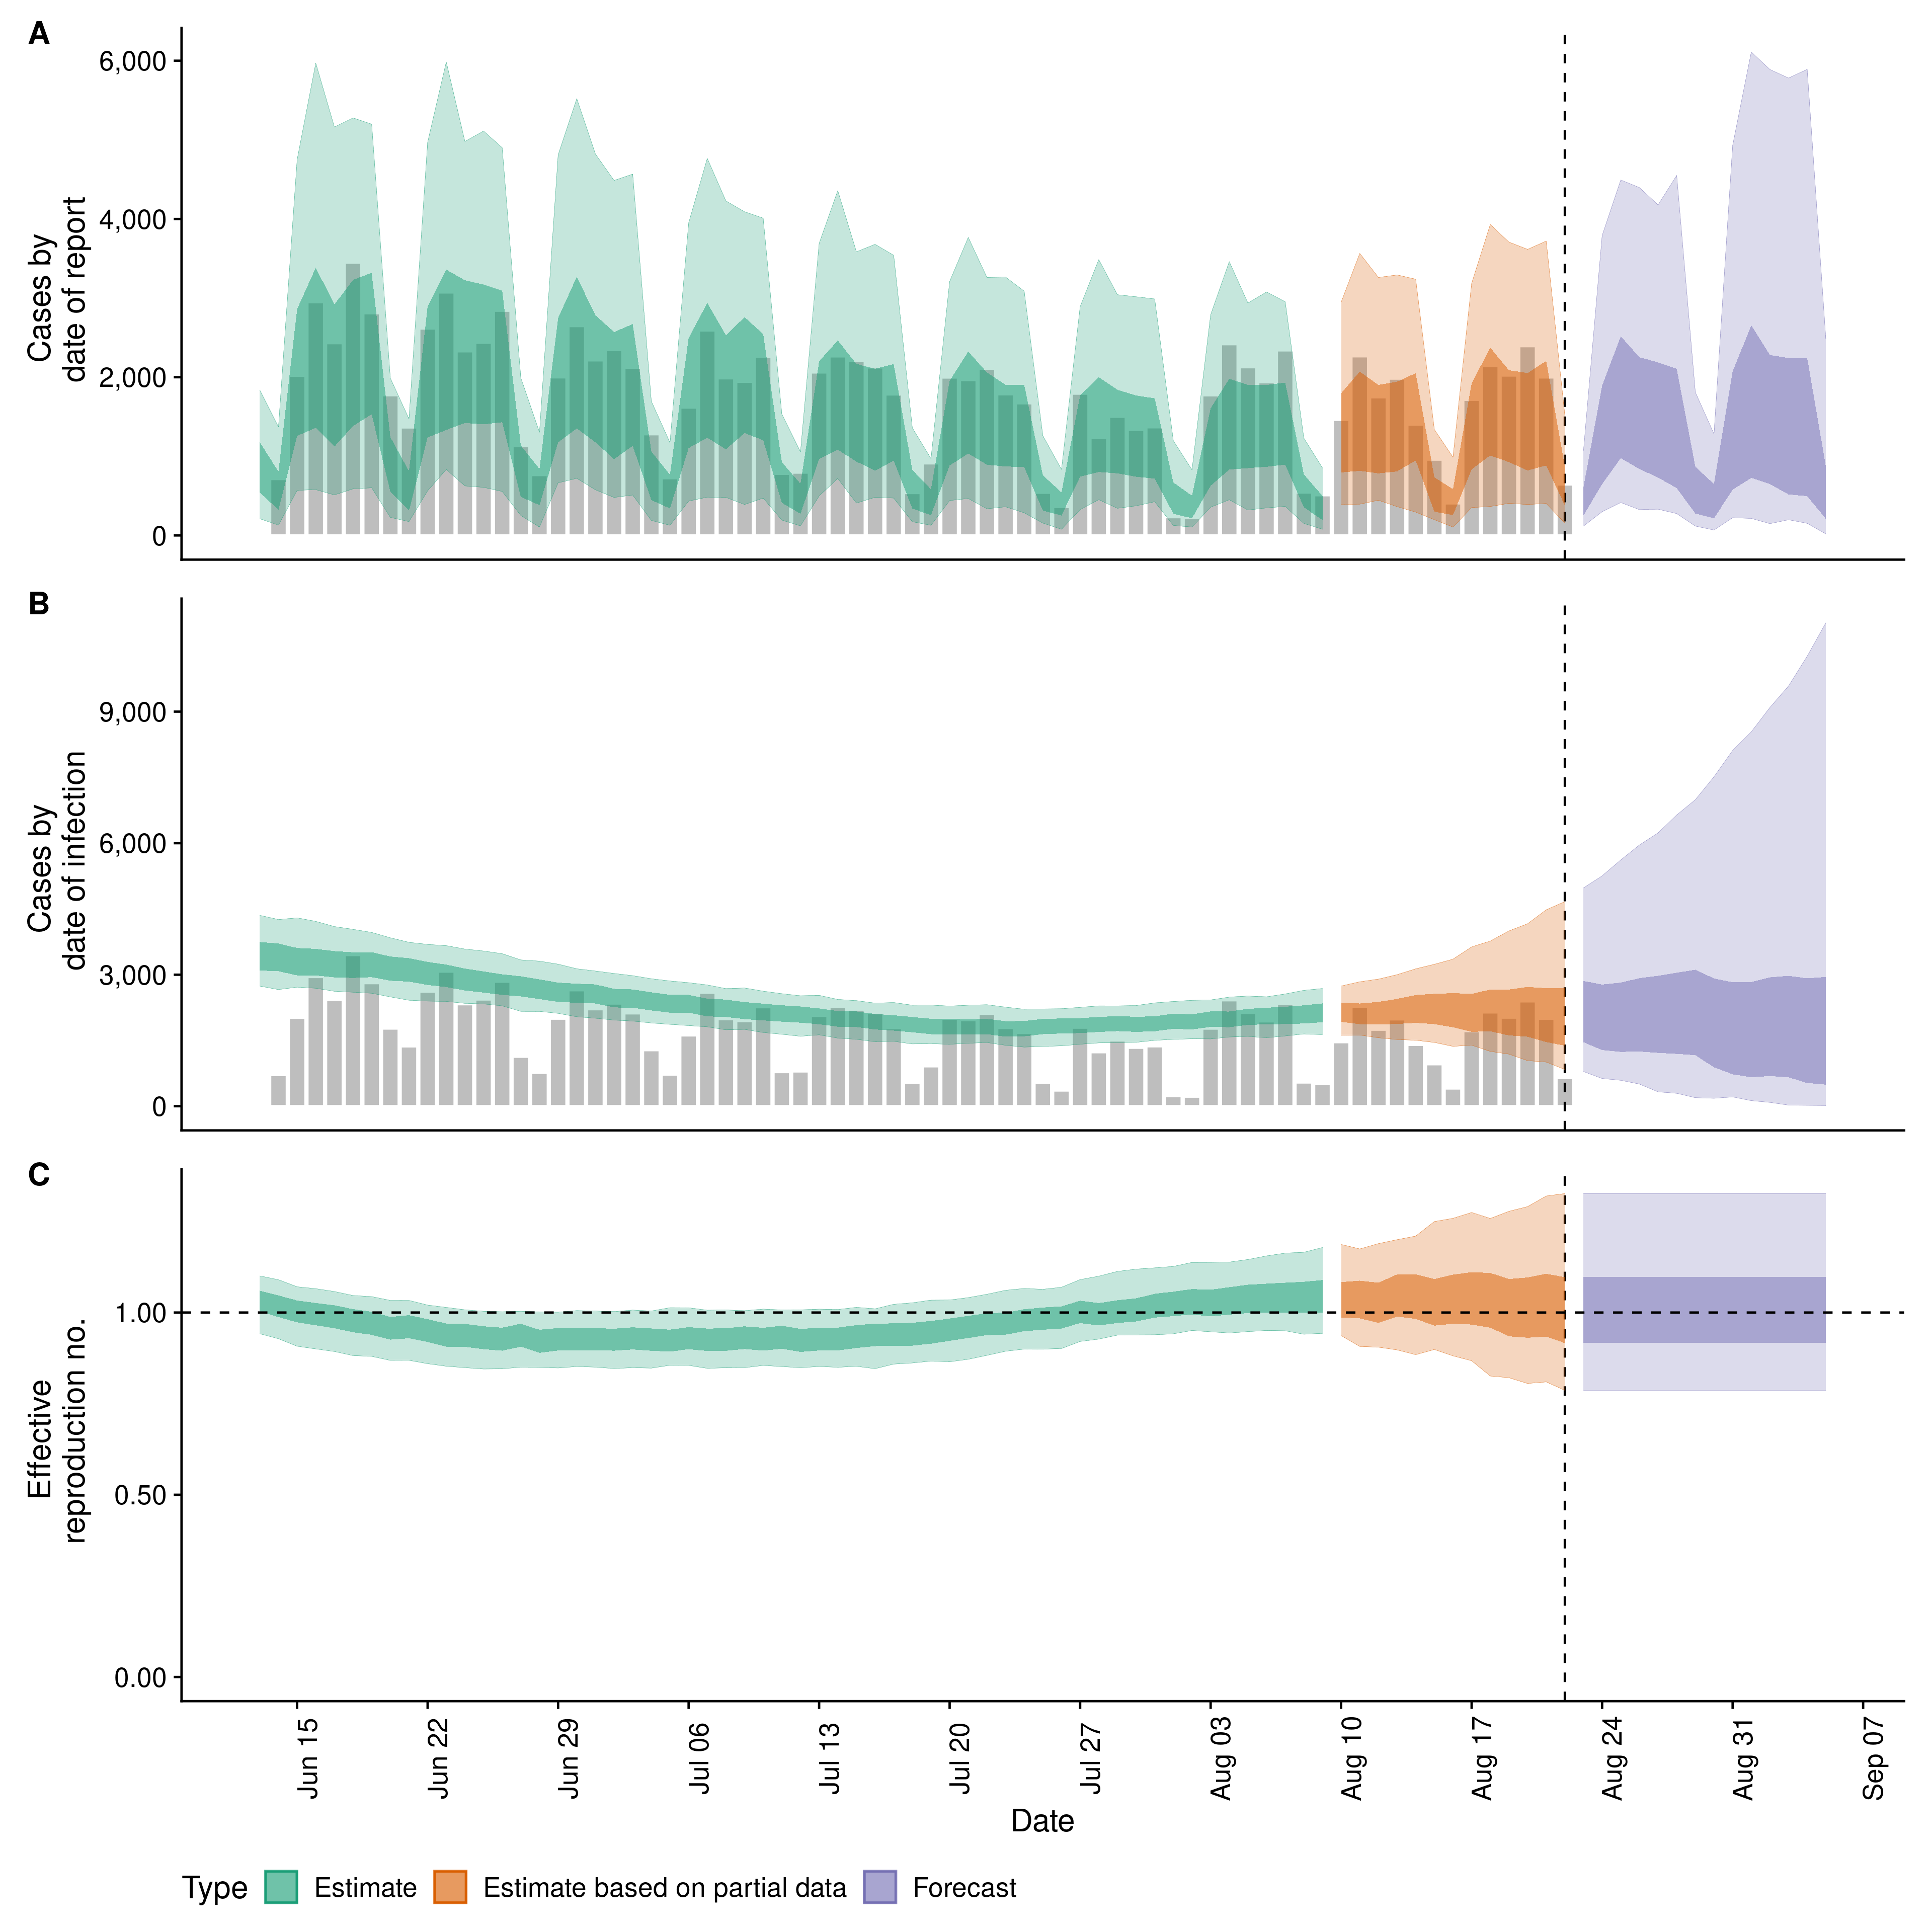 A
Cases by
date of report
6,000
4,000
2,000
0
B
Cases by
date of infection
9,000
6,000
3,000
0
C
Effective
reproduction no.
1.00
0.50
0.00
Jun 15
Jun 22
Jun 29
Jul 06
Jul 13
Jul 20
Jul 27
Aug 03
Aug 10
Aug 17
Aug 24
Aug 31
Sep 07
Date
Type
Estimate
Estimate based on partial data
Forecast